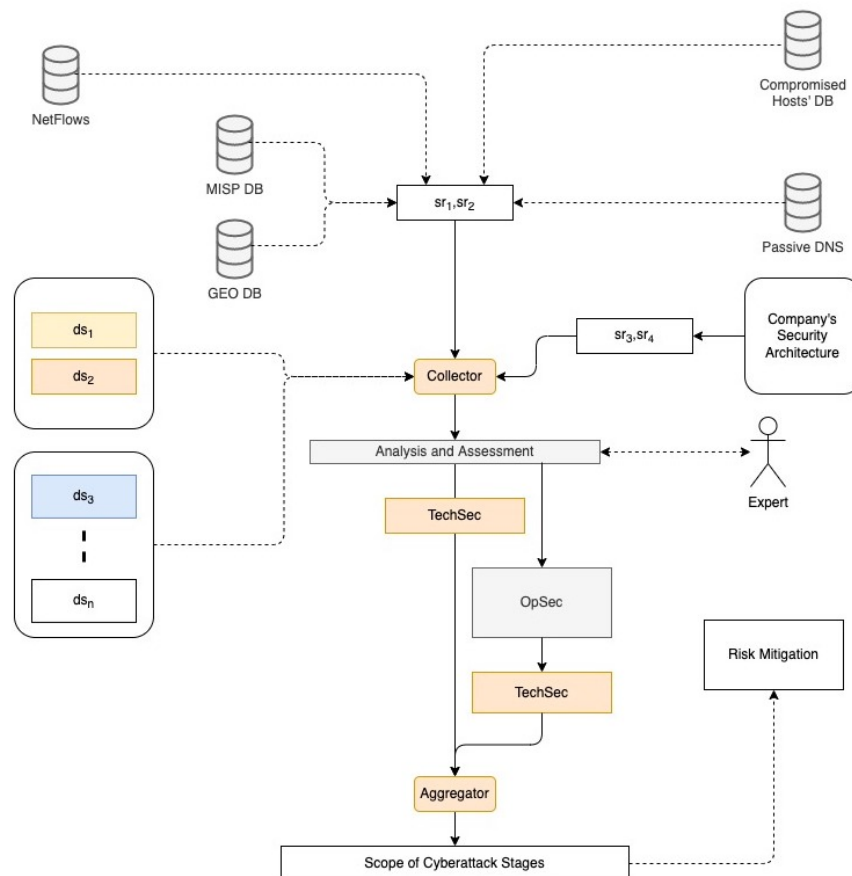 NetFlows
Compromised
Hosts' DB
MISP DB
sr₁,sr₂
Passive DNS
GEO DB
ds₁
ds₂
sr₃,sr₄
Company's
Security
Architecture
Collector
Analysis and Assessment
Expert
ds₃
dsₙ
TechSec
OpSec
TechSec
Risk Mitigation
Aggregator
Scope of Cyberattack Stages